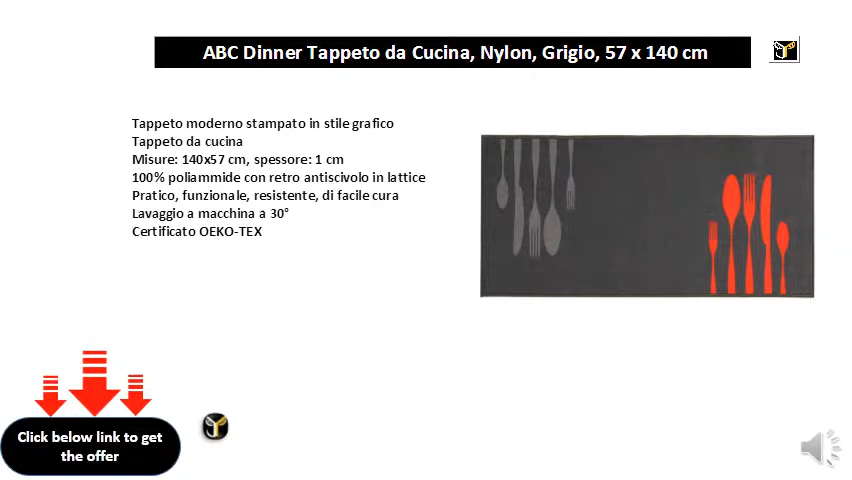 ABC Dinner Tappeto da Cucina, Nylon, Grigio, 57 x 140 cm
Tappeto moderno stampato in stile grafico
Tappeto da cucina
Misure: 140x57 cm, spessore: 1 cm
100% poliammide con retro antiscivolo in lattice
Pratico, funzionale, resistente, di facile cura
Lavaggio a macchina a 30°
Certificato OEKO-TEX
Click below link to get
the offer